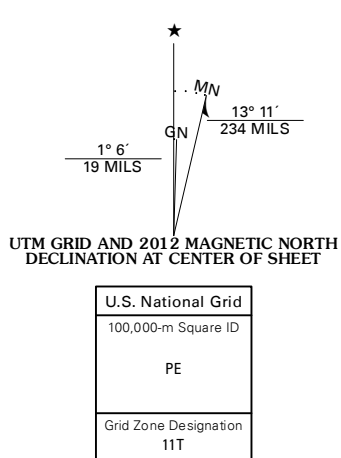 ★
MN
13° 11´
234 MILS
GN
1° 6´
19 MILS
UTM GRID AND 2012 MAGNETIC NORTH
DECLINATION AT CENTER OF SHEET
U.S. National Grid
100,000-m Square ID
PE
Grid Zone Designation
11T